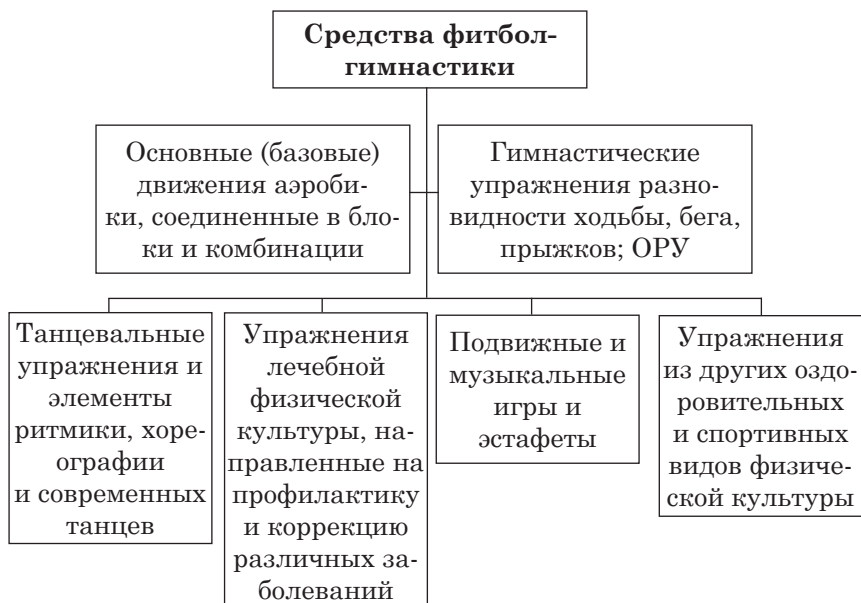 Средства фитбол-
гимнастики
Основные (базовые)
движения аэроби-
ки, соединенные в бло-
ки и комбинации
Гимнастические
упражнения разно-
видности ходьбы, бега,
прыжков; ОРУ
Танцевальные
упражнения и
элементы
ритмики, хоре-
ографии
и современных
танцев
Упражнения
лечебной
физической
культуры, на-
правленные на
профилактику
и коррекцию
различных за-
болеваний
Подвижные и
музыкальные
игры и
эстафеты
Упражнения
из других оздо-
ровительных
и спортивных
видов физиче-
ской культуры